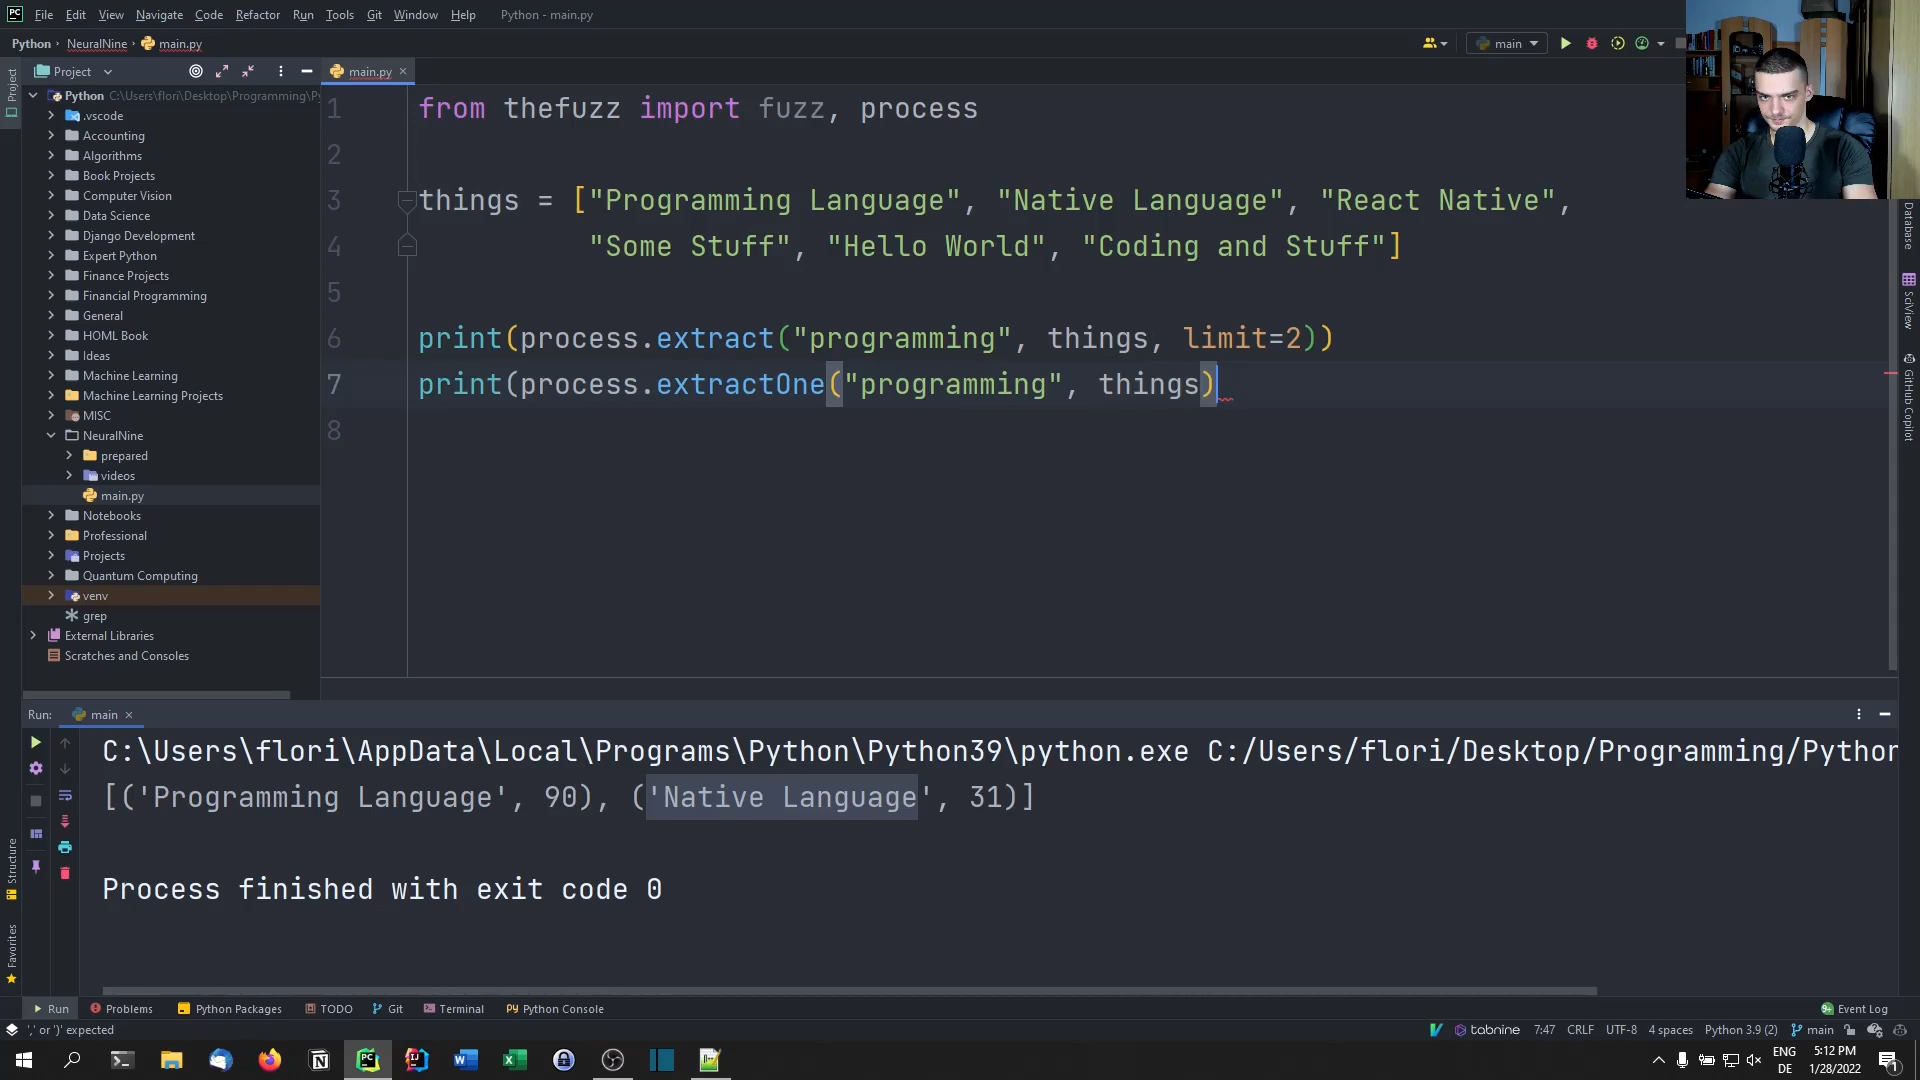 File Edit View Navigate Code Refactor Run Tools Git Window Help Python - main.py
Python NeuralNine main.py main
Project main.py
Python C:\Users\flori\Desktop\Programming\Py
.vscode
Accounting
Algorithms
Book Projects
Computer Vision
Data Science
Django Development
Expert Python
Finance Projects
Financial Programming
General
HOML Book
Ideas
Machine Learning
Machine Learning Projects
MISC
NeuralNine
prepared
videos
main.py
Notebooks
Professional
Projects
Quantum Computing
venv
grep
External Libraries
Scratches and Consoles
Project
Structure
Favorites
1 from thefuzz import fuzz, process
2
3 things = ["Programming Language", "Native Language", "React Native",
4 "Some Stuff", "Hello World", "Coding and Stuff"]
5
6 print(process.extract("programming", things, limit=2))
7 print(process.extractOne("programming", things)
8
Database
SciView
GitHub Copilot
Run: main
C:\Users\flori\AppData\Local\Programs\Python\Python39\python.exe C:/Users/flori/Desktop/Programming/Python
[('Programming Language', 90), ('Native Language', 31)]
Process finished with exit code 0
Run Problems Python Packages TODO Git Terminal Python Console Event Log
',' or ')' expected tabnine 7:47 CRLF UTF-8 4 spaces Python 3.9 (2) main
ENG 5:12 PM
DE 1/28/2022